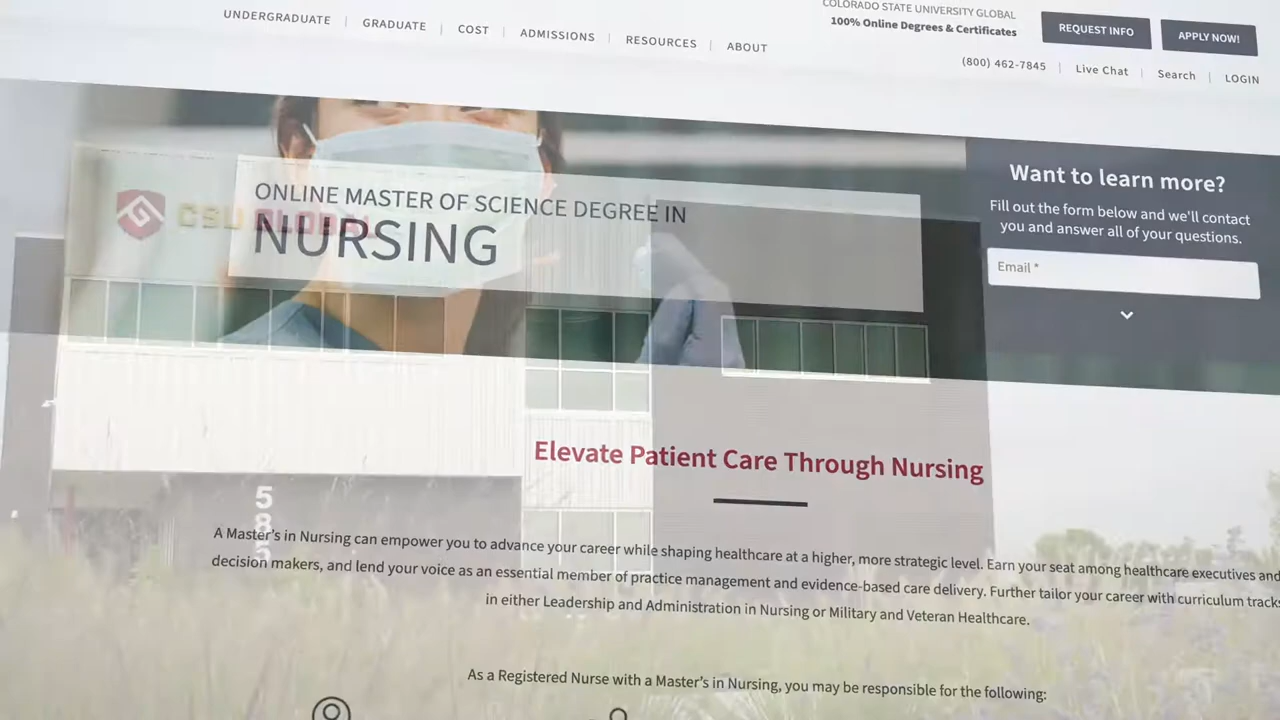 UNDERGRADUATE | GRADUATE | COST | ADMISSIONS | RESOURCES | ABOUT
COLORADO STATE UNIVERSITY GLOBAL
100% Online Degrees & Certificates
REQUEST INFO
APPLY NOW!
(800) 462-7845 | Live Chat | Search | LOGIN
ONLINE MASTER OF SCIENCE DEGREE IN
NURSING
CSU GLOBAL
Want to learn more?
Fill out the form below and we'll contact
you and answer all of your questions.
Email *
Elevate Patient Care Through Nursing
585
A Master's in Nursing can empower you to advance your career while shaping healthcare at a higher, more strategic level. Earn your seat among healthcare executives and
decision makers, and lend your voice as an essential member of practice management and evidence-based care delivery. Further tailor your career with curriculum tracks
in either Leadership and Administration in Nursing or Military and Veteran Healthcare.
As a Registered Nurse with a Master's in Nursing, you may be responsible for the following: